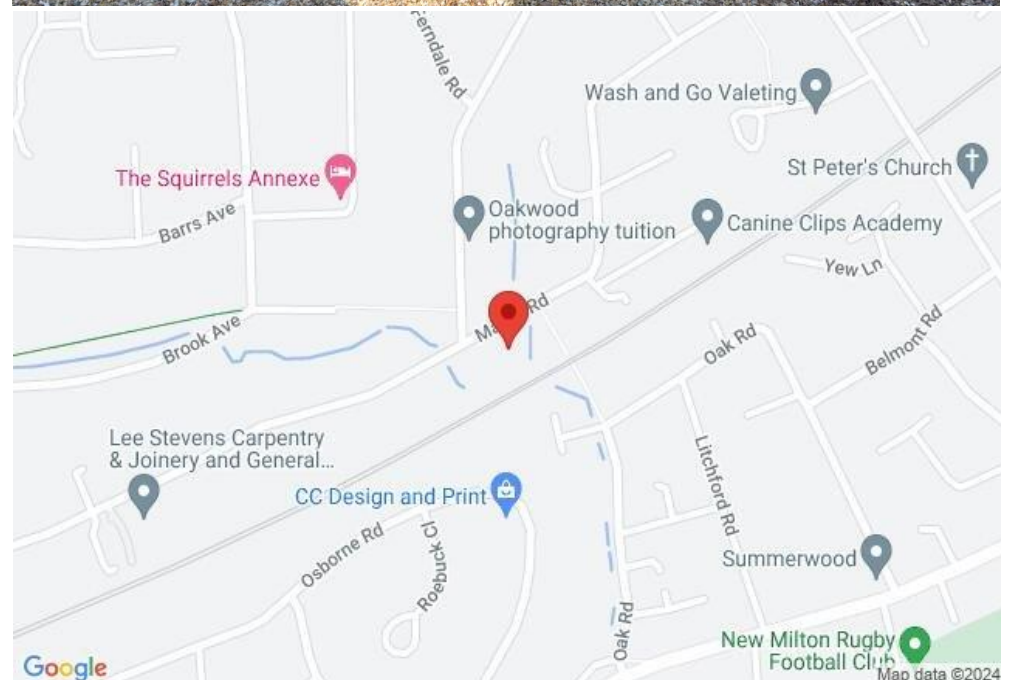 Ferndale Rd
Wash and Go Valeting
The Squirrels Annexe
St Peter's Church
Barrs Ave
Oakwood
photography tuition
Canine Clips Academy
Yew Ln
Rd
Brook Ave
Oak Rd
Belmont Rd
Lee Stevens Carpentry
& Joinery and General...
Litchford Rd
CC Design and Print
Osborne Rd
Roebuck Cl
Summerwood
Oak Rd
New Milton Rugby
Football Club
Google
Map data ©2024